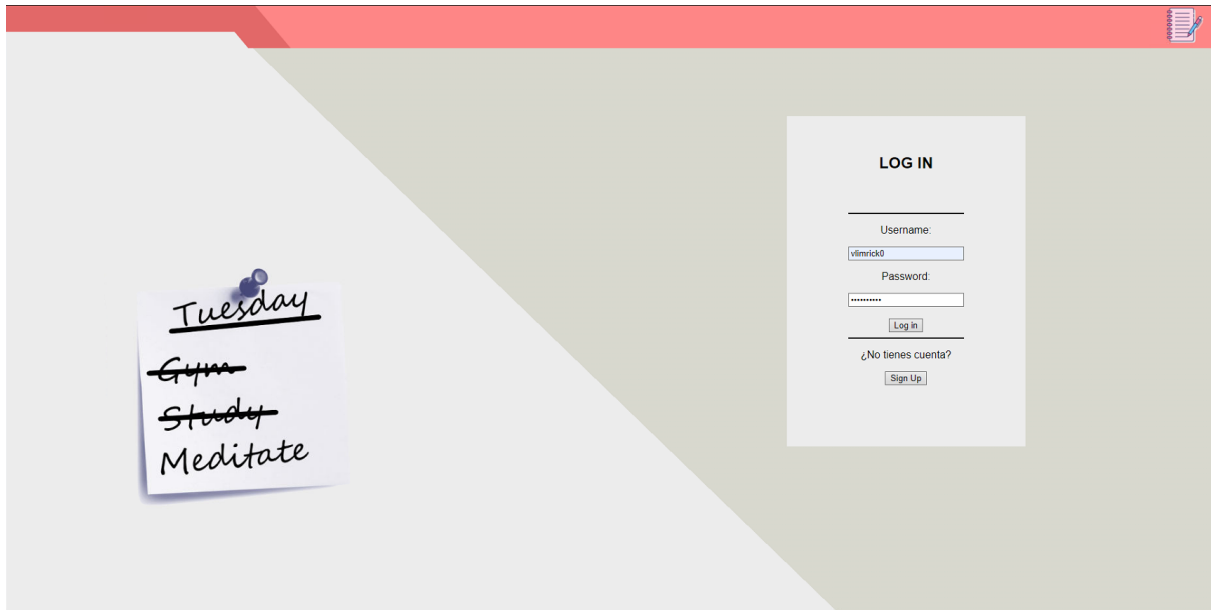 Tuesday
Gym
Study
Meditate
LOG IN
Username:
vlimrick0
Password:
••••••••••
Log in
¿No tienes cuenta?
Sign Up